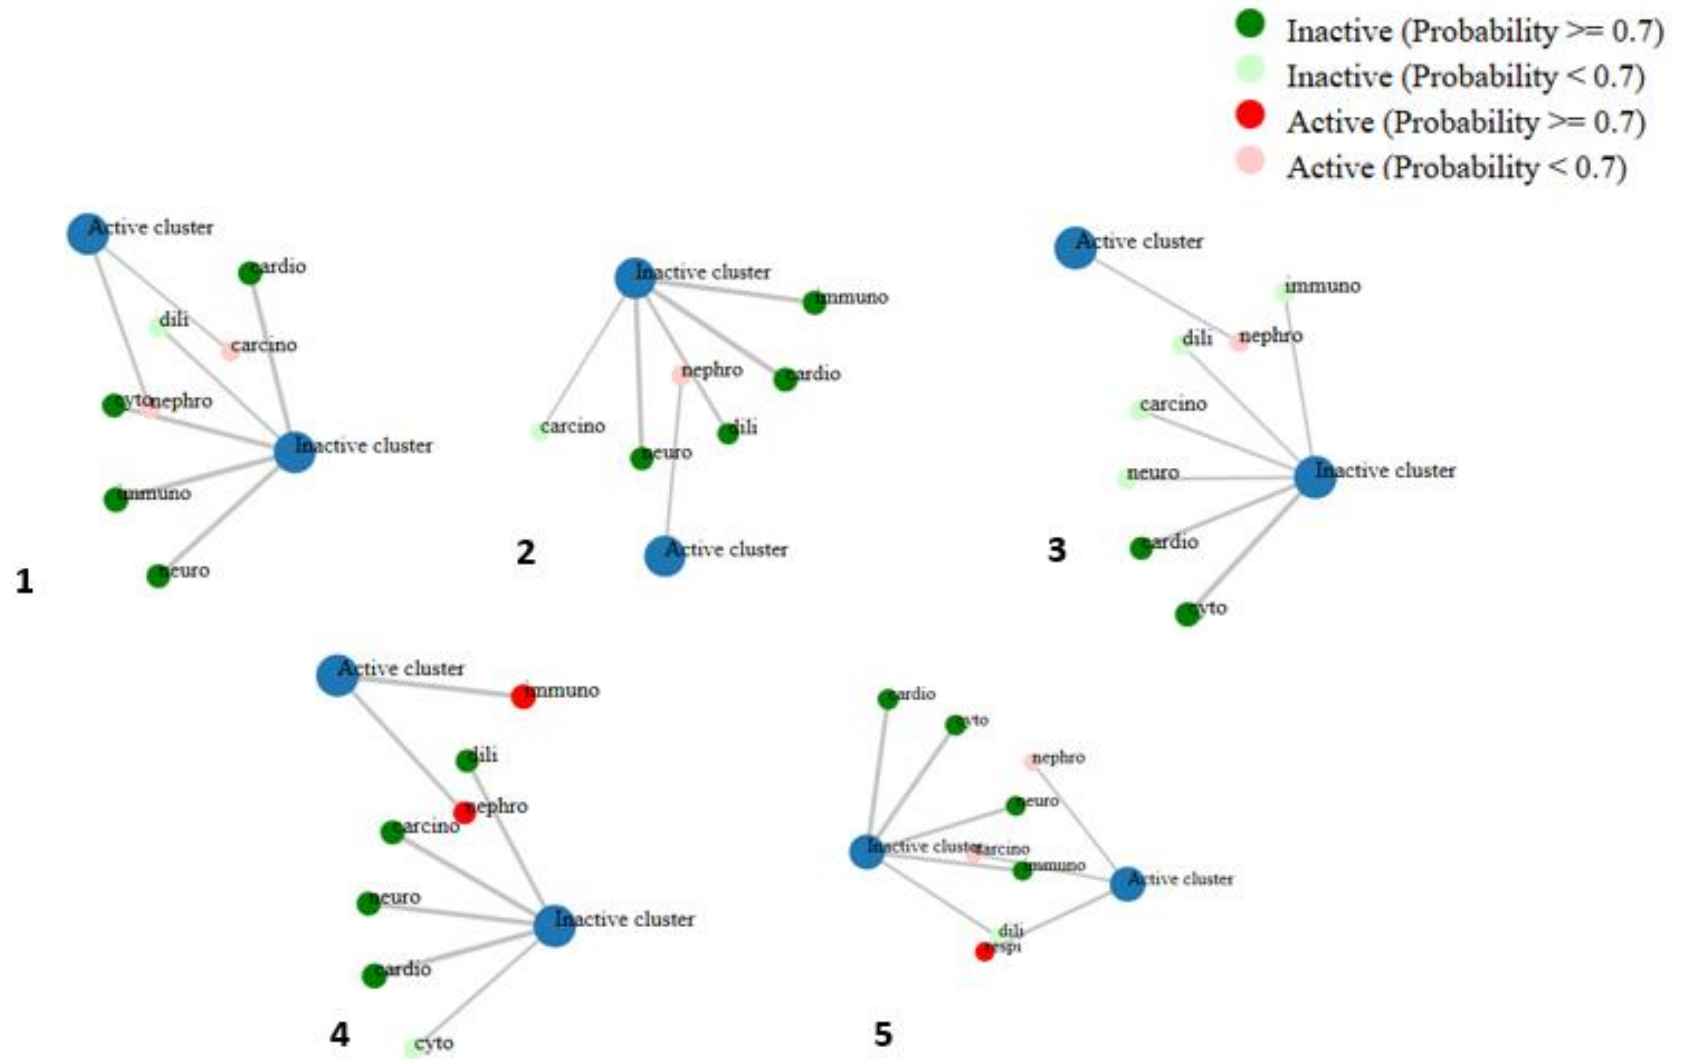 Inactive (Probability >= 0.7)
Inactive (Probability < 0.7)
Active (Probability >= 0.7)
Active (Probability < 0.7)
Active cluster
cardio
dili
carcino
cyto
nephro
Inactive cluster
immuno
neuro
1
Inactive cluster
immuno
nephro
cardio
carcino
dili
neuro
Active cluster
2
Active cluster
immuno
dili
nephro
carcino
neuro
Inactive cluster
cardio
cyto
3
Active cluster
immuno
dili
nephro
carcino
neuro
Inactive cluster
cardio
cyto
4
cardio
cyto
nephro
neuro
Inactive cluster
carcino
immuno
Active cluster
dili
respi
5